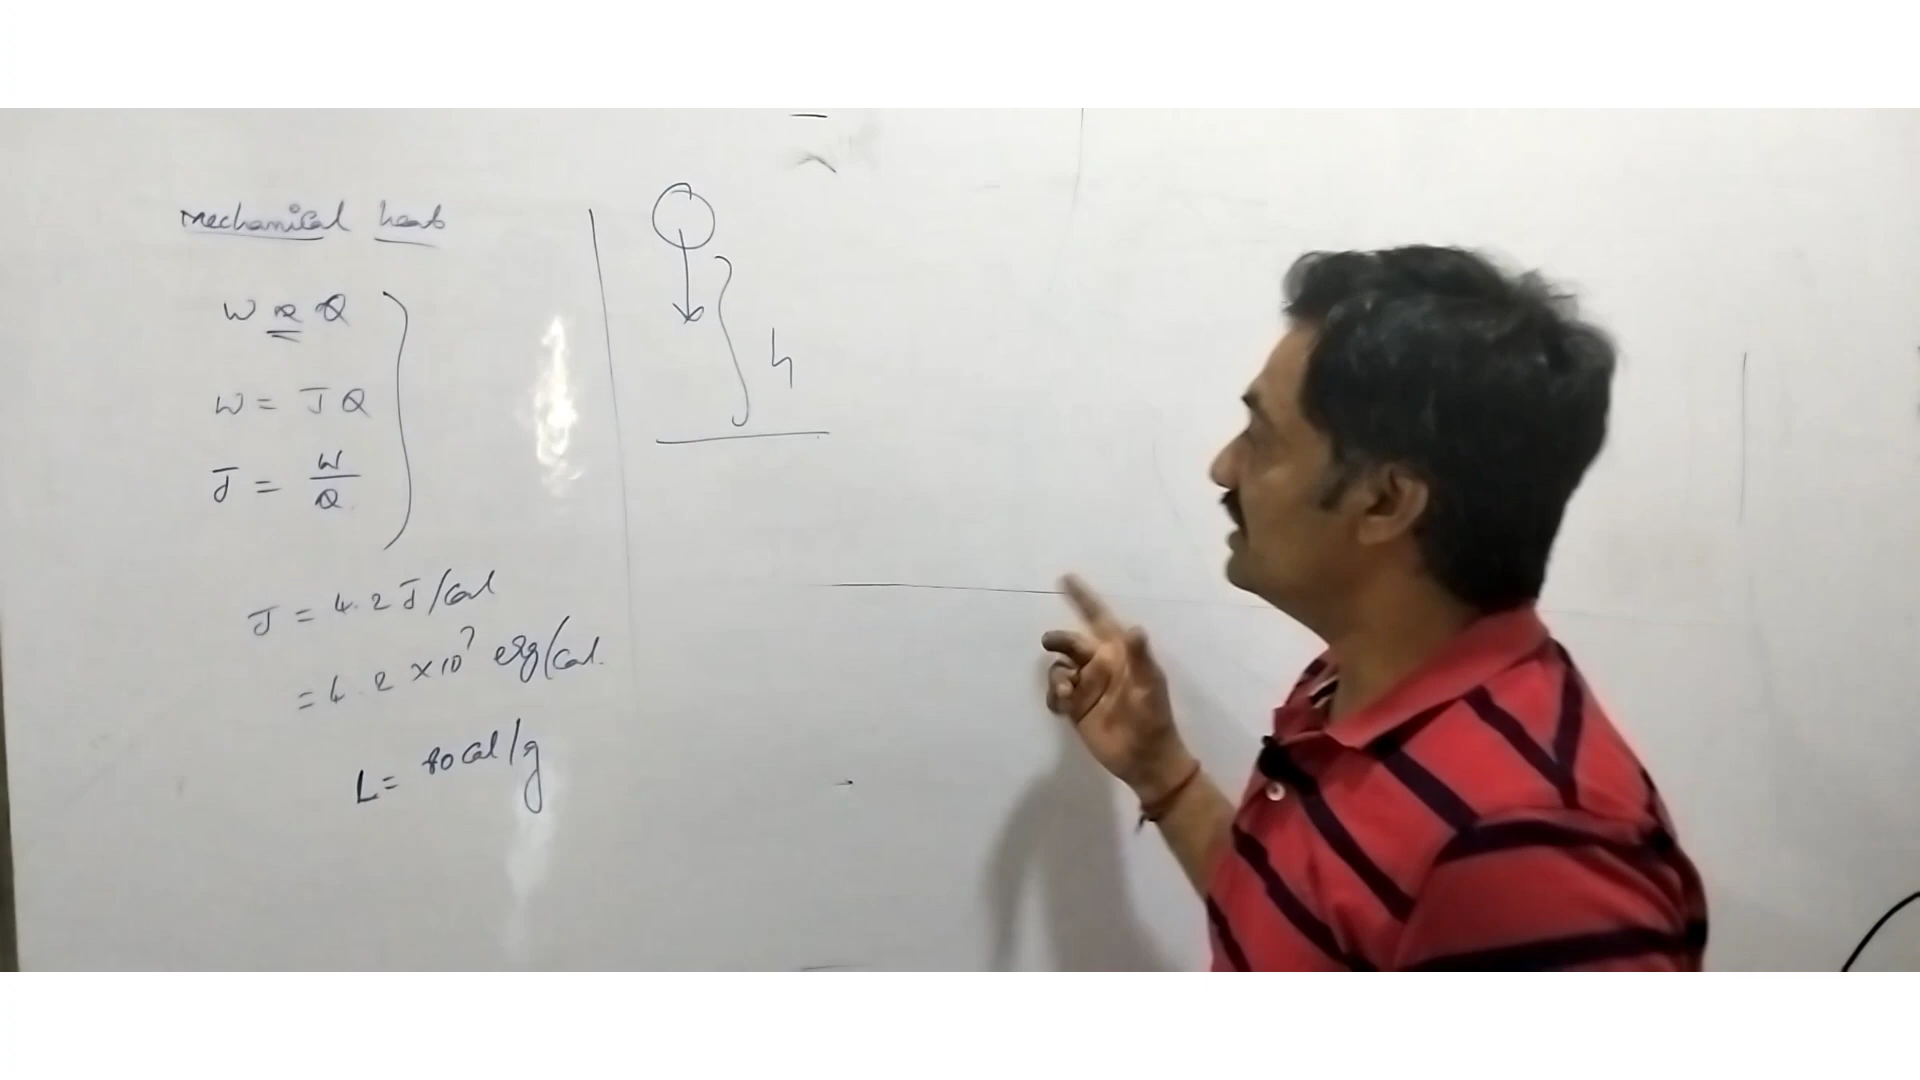 Mechanical heat
W α Q
W = J Q
J = W/Q
J = 4.2 J/Cal
= 4.2 × 10⁷ erg/Cal.
L = 80 Cal/g
h